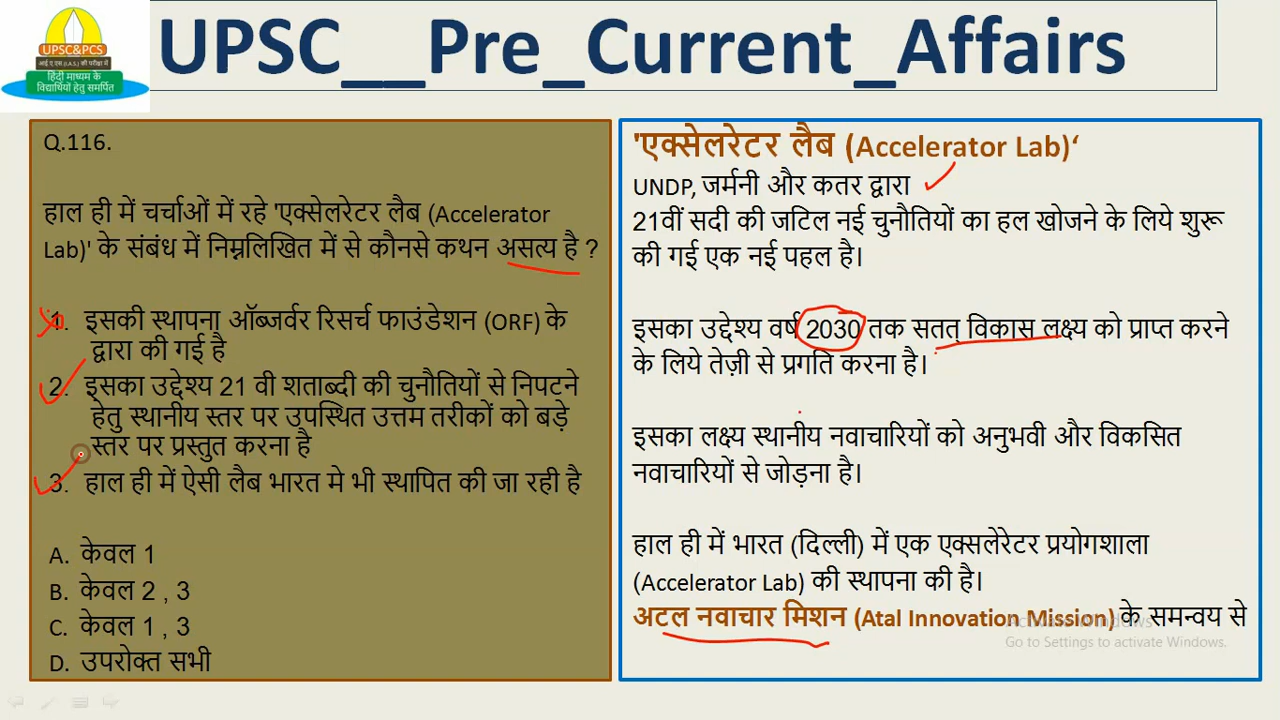 UPSC&PCS
आई ए एस (I.A.S.) की परीक्षा में
हिंदी माध्यम के
विद्यार्थियों हेतु समर्पित
UPSC__Pre_Current_Affairs
Q.116.
हाल ही में चर्चाओं में रहे 'एक्सेलरेटर लैब (Accelerator
Lab)' के संबंध में निम्नलिखित में से कौनसे कथन असत्य है ?
1. इसकी स्थापना ऑब्जर्वर रिसर्च फाउंडेशन (ORF) के
द्वारा की गई है
2. इसका उद्देश्य 21 वी शताब्दी की चुनौतियों से निपटने
हेतु स्थानीय स्तर पर उपस्थित उत्तम तरीकों को बड़े
स्तर पर प्रस्तुत करना है
3. हाल ही में ऐसी लैब भारत मे भी स्थापित की जा रही है
A. केवल 1
B. केवल 2 , 3
C. केवल 1 , 3
D. उपरोक्त सभी
'एक्सेलरेटर लैब (Accelerator Lab)‘
UNDP, जर्मनी और कतर द्वारा
21वीं सदी की जटिल नई चुनौतियों का हल खोजने के लिये शुरू
की गई एक नई पहल है।
इसका उद्देश्य वर्ष 2030 तक सतत् विकास लक्ष्य को प्राप्त करने
के लिये तेज़ी से प्रगति करना है।
इसका लक्ष्य स्थानीय नवाचारियों को अनुभवी और विकसित
नवाचारियों से जोड़ना है।
हाल ही में भारत (दिल्ली) में एक एक्सेलेरेटर प्रयोगशाला
(Accelerator Lab) की स्थापना की है।
अटल नवाचार मिशन (Atal Innovation Mission) के समन्वय से
Activate Windows
Go to Settings to activate Windows.